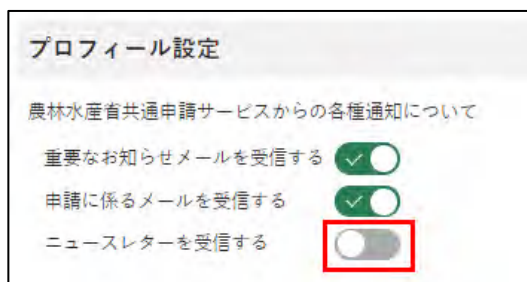 プロフィール設定
農林水産省共通申請サービスからの各種通知について
重要なお知らせメールを受信する
申請に係るメールを受信する
ニュースレターを受信する